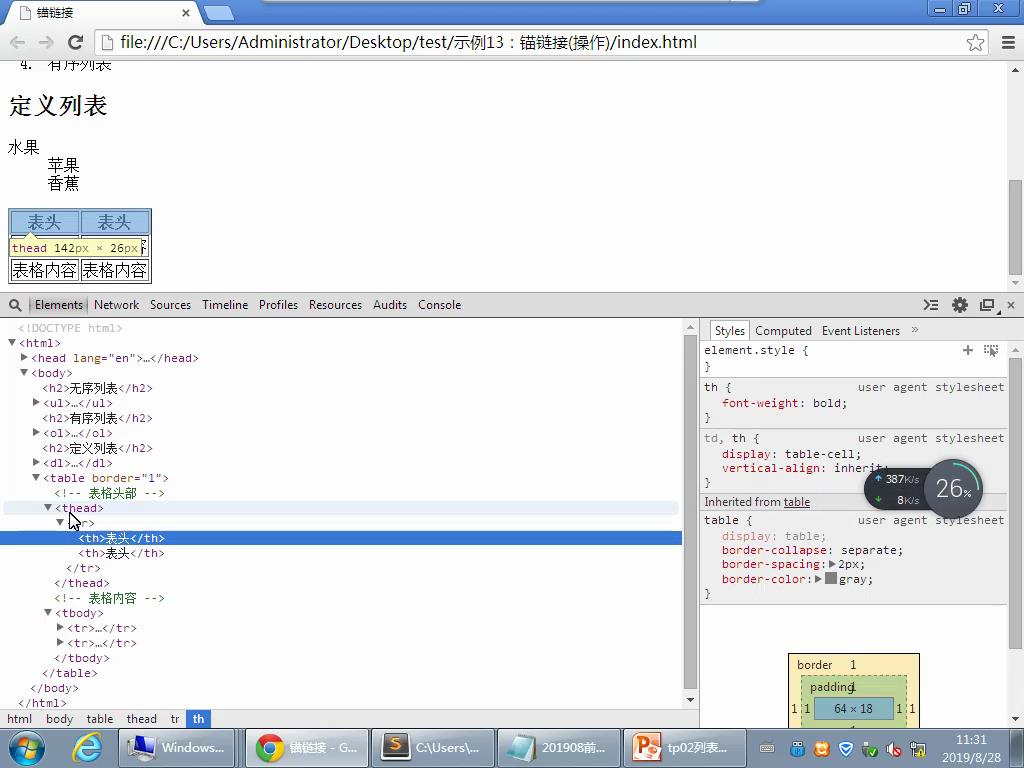 锚链接
file:///C:/Users/Administrator/Desktop/test/示例13：锚链接(操作)/index.html
4. 有序列表
定义列表
水果
苹果
香蕉
表头 表头
thead 142px × 26px
表格内容 表格内容
Elements Network Sources Timeline Profiles Resources Audits Console
<!DOCTYPE html>
<html>
<head lang="en">…</head>
<body>
<h2>无序列表</h2>
<ul>…</ul>
<h2>有序列表</h2>
<ol>…</ol>
<h2>定义列表</h2>
<dl>…</dl>
<table border="1">
<!-- 表格头部 -->
<thead>
r>
<th>表头</th>
<th>表头</th>
</tr>
</thead>
<!-- 表格内容 -->
<tbody>
<tr>…</tr>
<tr>…</tr>
</tbody>
</table>
</body>
</html>
html body table thead tr th
Styles Computed Event Listeners »
element.style {
}
th { user agent stylesheet
font-weight: bold;
}
td, th { user agent stylesheet
display: table-cell;
vertical-align: inherit;
}
387K/s
8K/s
26%
Inherited from table
table { user agent stylesheet
display: table;
border-collapse: separate;
border-spacing: 2px;
border-color: gray;
}
border 1
padding 1
1 1 64 × 18 1 1
Windows...
锚链接 - G...
C:\Users\...
201908前...
tp02列表...
11:31
2019/8/28